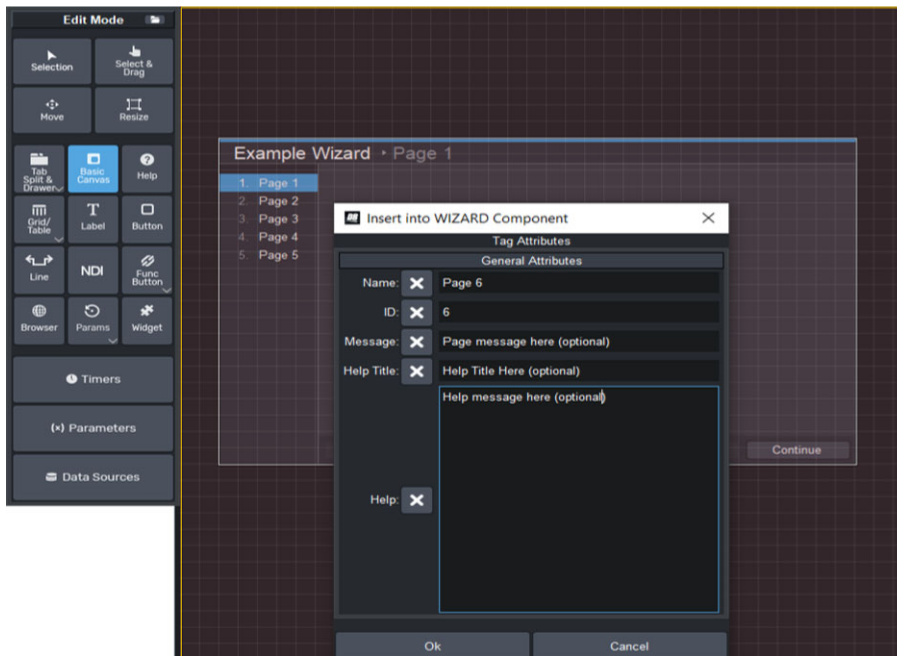 Edit Mode
Selection
Select &
Drag
Move
Resize
Tab
Split &
Drawer
Basic
Canvas
Help
Grid/
Table
T
Label
Button
Line
NDI
Func
Button
Browser
Params
Widget
Timers
(×) Parameters
Data Sources
Example Wizard • Page 1
1. Page 1
2. Page 2
3. Page 3
4. Page 4
5. Page 5
Continue
Insert into WIZARD Component
Tag Attributes
General Attributes
Name: Page 6
ID: 6
Message: Page message here (optional)
Help Title: Help Title Here (optional)
Help: Help message here (optional)
Ok
Cancel